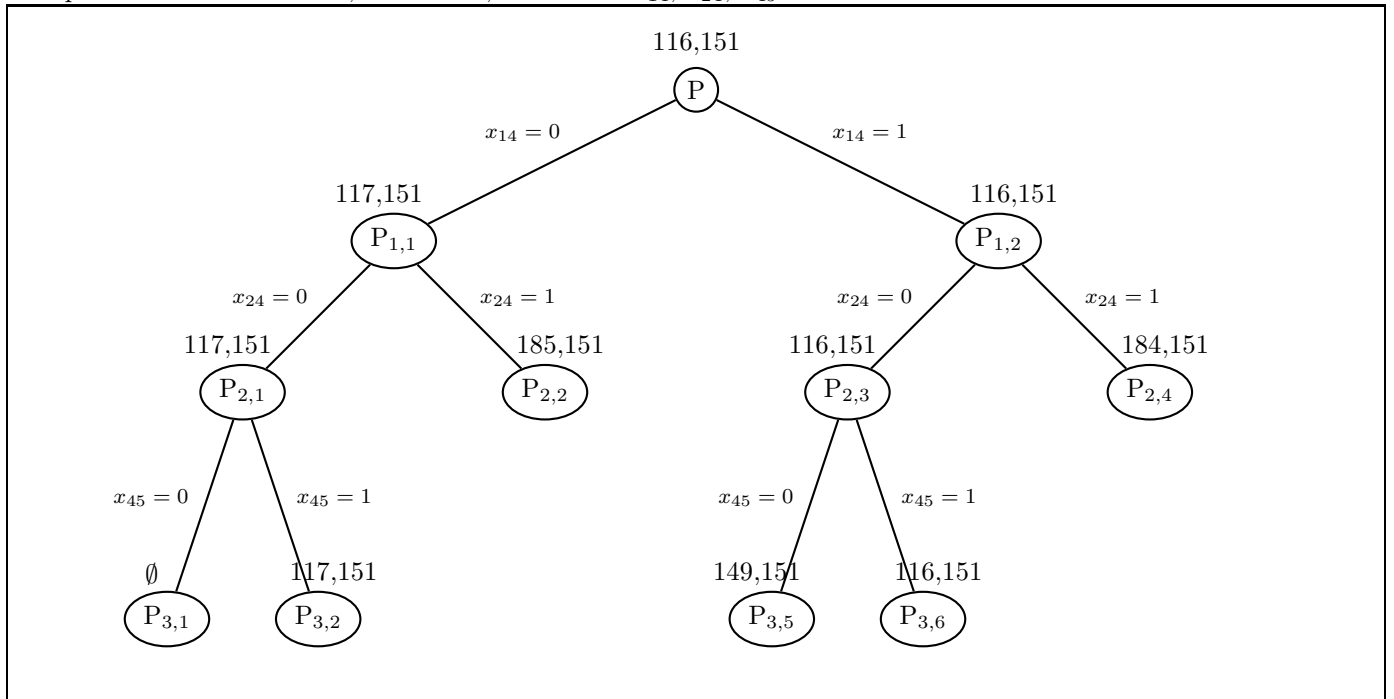 116,151
P
x₁₄ = 0
x₁₄ = 1
117,151
116,151
P₁,₁
P₁,₂
x₂₄ = 0
x₂₄ = 1
x₂₄ = 0
x₂₄ = 1
117,151
185,151
116,151
184,151
P₂,₁
P₂,₂
P₂,₃
P₂,₄
x₄₅ = 0
x₄₅ = 1
x₄₅ = 0
x₄₅ = 1
∅
117,151
149,151
116,151
P₃,₁
P₃,₂
P₃,₅
P₃,₆